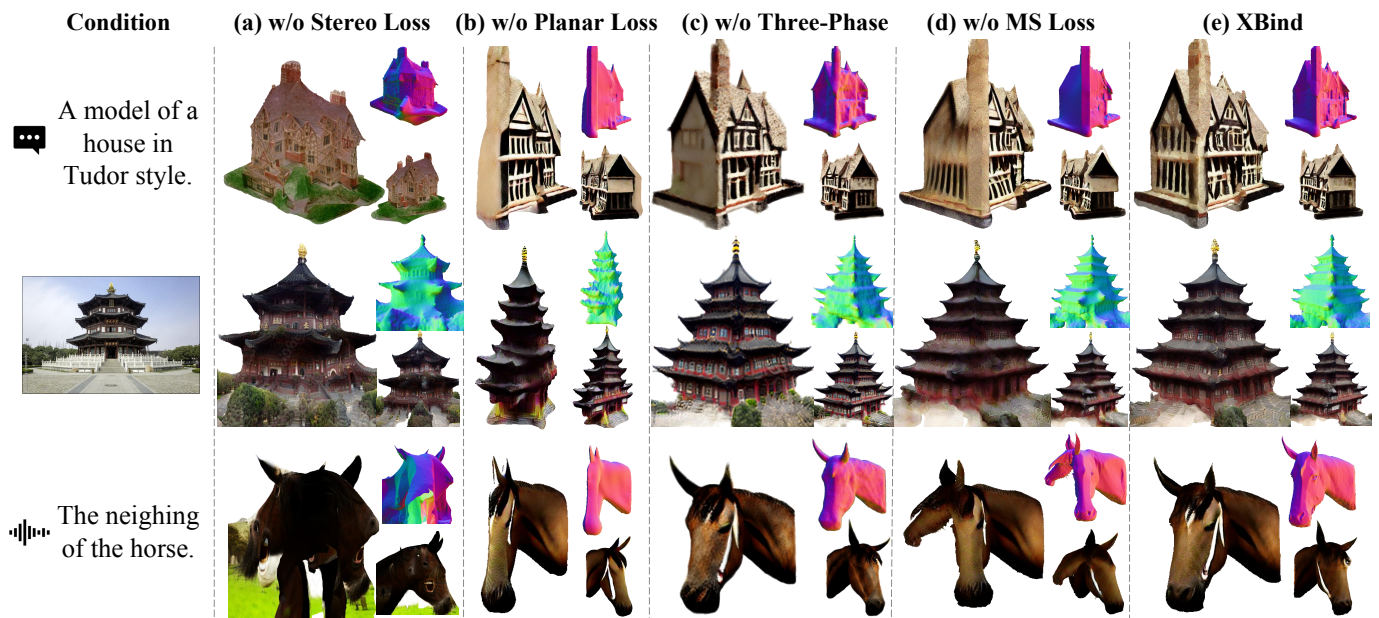 Condition (a) w/o Stereo Loss (b) w/o Planar Loss (c) w/o Three-Phase (d) w/o MS Loss (e) XBind
A model of a
house in
Tudor style.
The neighing
of the horse.